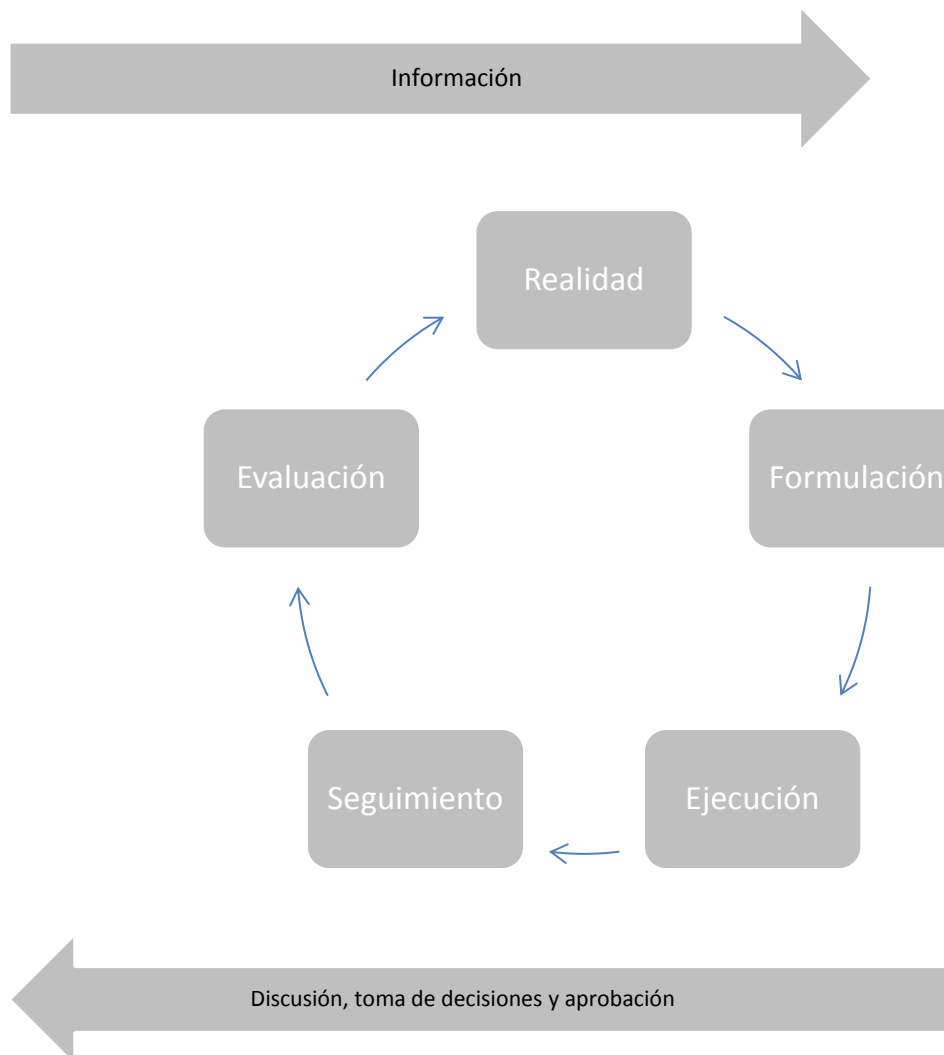 Información
Realidad
Evaluación
Formulación
Seguimiento
Ejecución
Discusión, toma de decisiones y aprobación